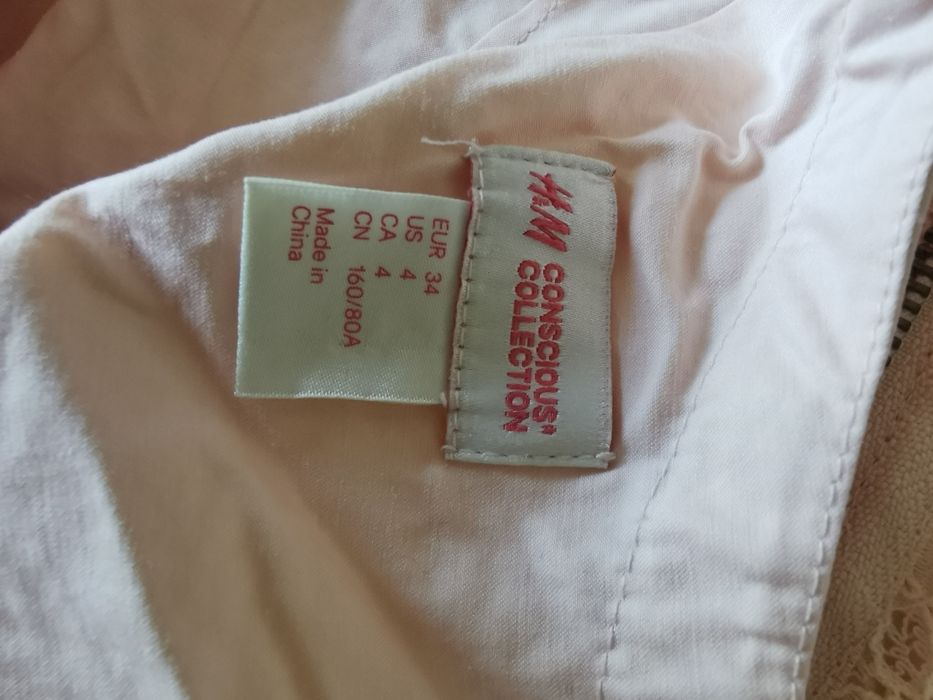 H&M CONSCIOUS
COLLECTION
EUR 34
US 4
CA 4
CN 160/80A
Made in
China